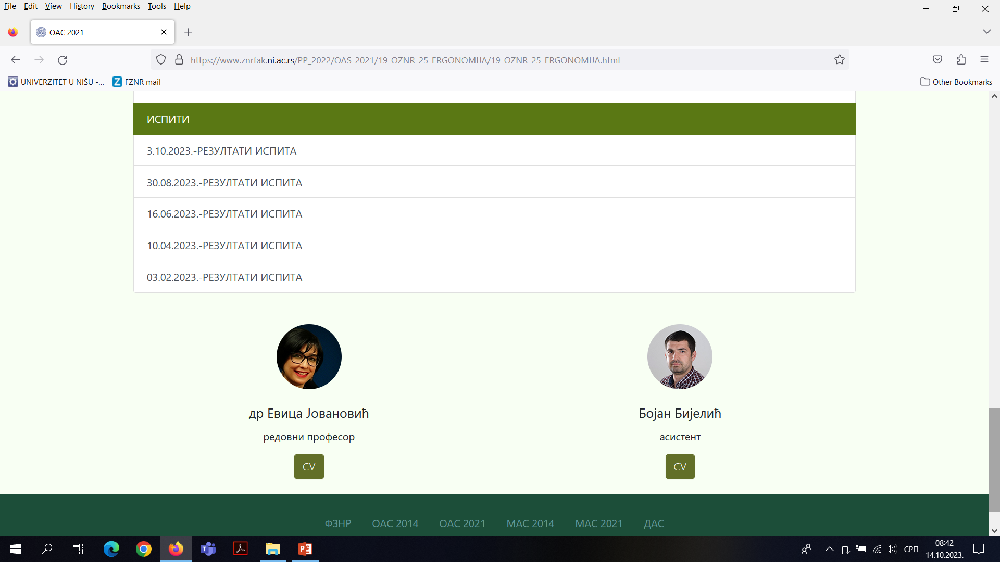 File Edit View History Bookmarks Tools Help
ОАС 2021
https://www.znrfak.ni.ac.rs/PP_2022/OAS-2021/19-OZNR-25-ERGONOMIJA/19-OZNR-25-ERGONOMIJA.html
UNIVERZITET U NIŠU -... FZNR mail Other Bookmarks
ИСПИТИ
3.10.2023.-РЕЗУЛТАТИ ИСПИТА
30.08.2023.-РЕЗУЛТАТИ ИСПИТА
16.06.2023.-РЕЗУЛТАТИ ИСПИТА
10.04.2023.-РЕЗУЛТАТИ ИСПИТА
03.02.2023.-РЕЗУЛТАТИ ИСПИТА
др Евица Јовановић
редовни професор
CV
Бојан Бијелић
асистент
CV
ФЗНР ОАС 2014 ОАС 2021 МАС 2014 МАС 2021 ДАС
СРП
08:42
14.10.2023.